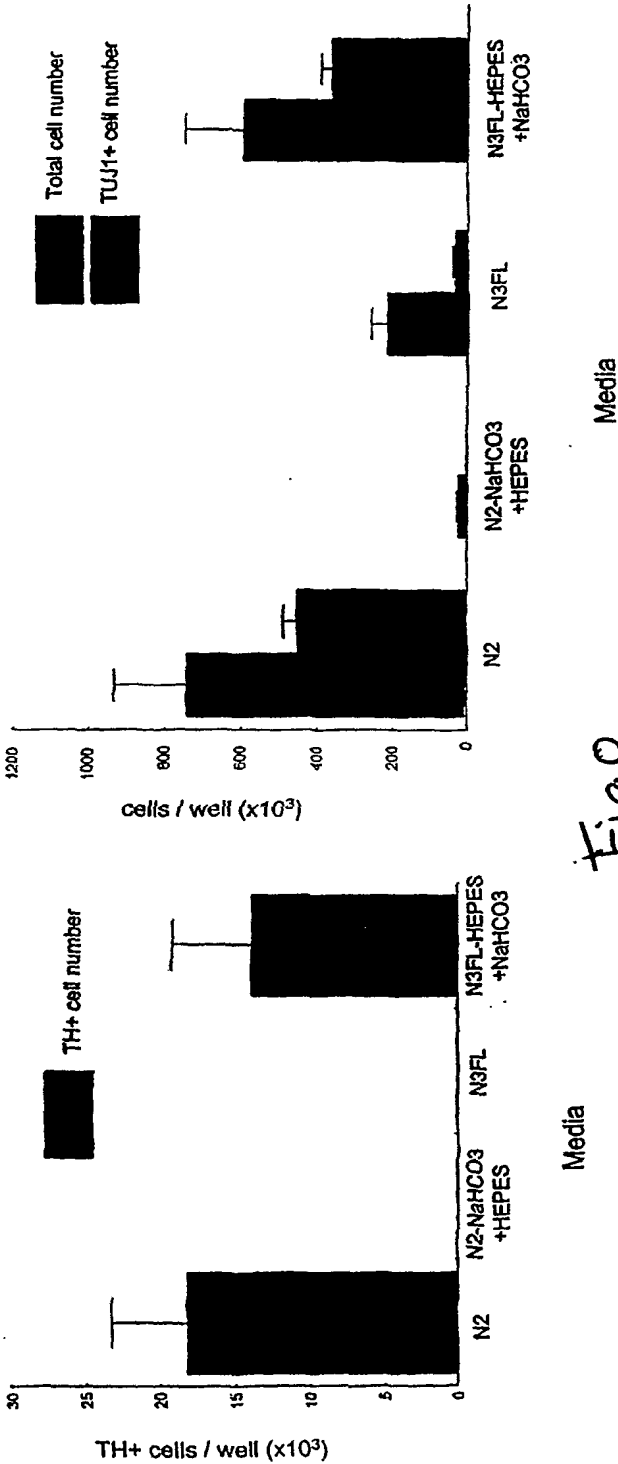 TH+ cell number
TH+ cells / well (x10³)
30
25
20
15
10
5
0
N2
N2-NaHCO3
+HEPES
N3FL
N3FL-HEPES
+NaHCO3
Media
Total cell number
TUJ1+ cell number
cells / well (x10³)
1200
1000
800
600
400
200
0
N2
N2-NaHCO3
+HEPES
N3FL
N3FL-HEPES
+NaHCO3
Media